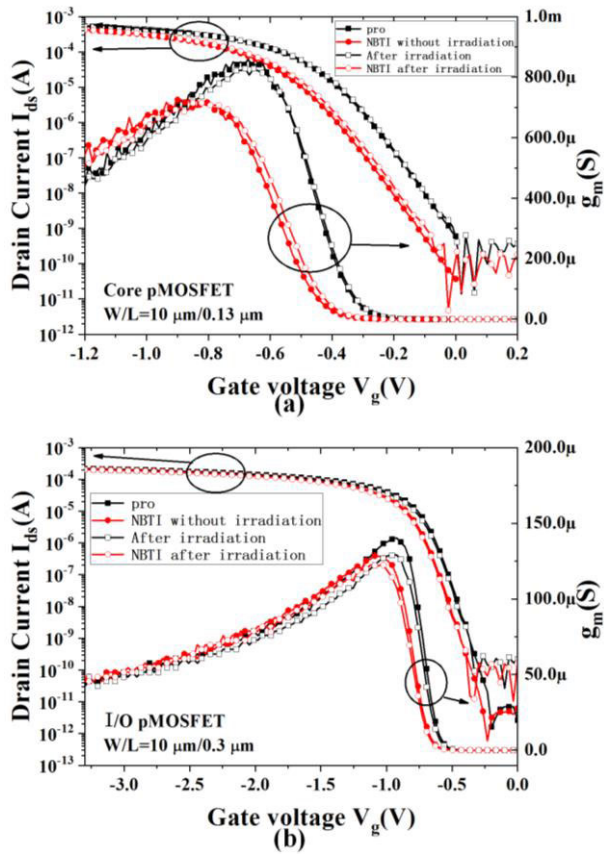 10⁻³
10⁻⁴
10⁻⁵
10⁻⁶
10⁻⁷
10⁻⁸
10⁻⁹
10⁻¹⁰
10⁻¹¹
10⁻¹²
Drain Current I_ds(A)
pro
NBTI without irradiation
After irradiation
NBTI after irradiation
1.0m
800.0μ
600.0μ
400.0μ
200.0μ
0.0
g_m(S)
Core pMOSFET
W/L=10 μm/0.13 μm
-1.2 -1.0 -0.8 -0.6 -0.4 -0.2 0.0 0.2
Gate voltage V_g(V)
(a)
10⁻³
10⁻⁴
10⁻⁵
10⁻⁶
10⁻⁷
10⁻⁸
10⁻⁹
10⁻¹⁰
10⁻¹¹
10⁻¹²
10⁻¹³
Drain Current I_ds(A)
pro
NBTI without irradiation
After irradiation
NBTI after irradiation
200.0μ
150.0μ
100.0μ
50.0μ
0.0
g_m(S)
I/O pMOSFET
W/L=10 μm/0.3 μm
-3.0 -2.5 -2.0 -1.5 -1.0 -0.5 0.0
Gate voltage V_g(V)
(b)